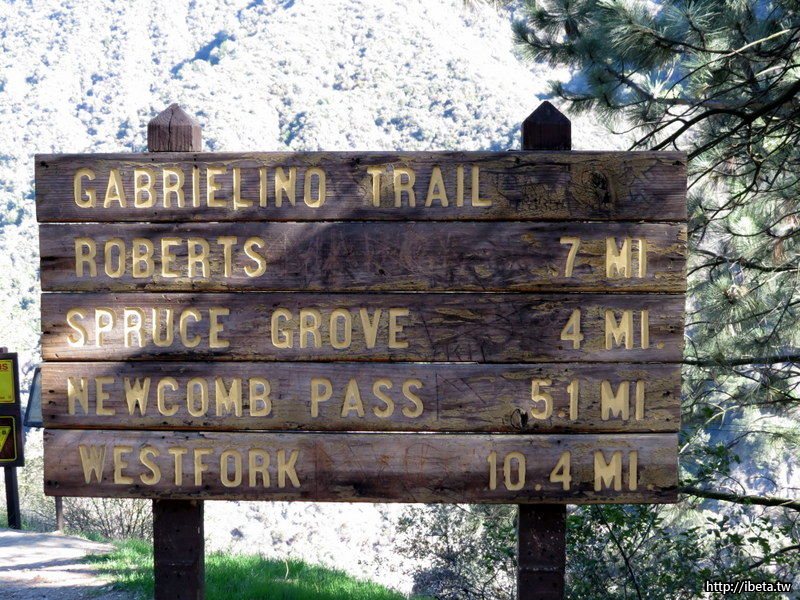 GABRIELINO TRAIL
ROBERTS 7 MI.
SPRUCE GROVE 4 MI.
NEWCOMB PASS 5.1 MI.
WESTFORK 10.4 MI.
http://ibeta.tw